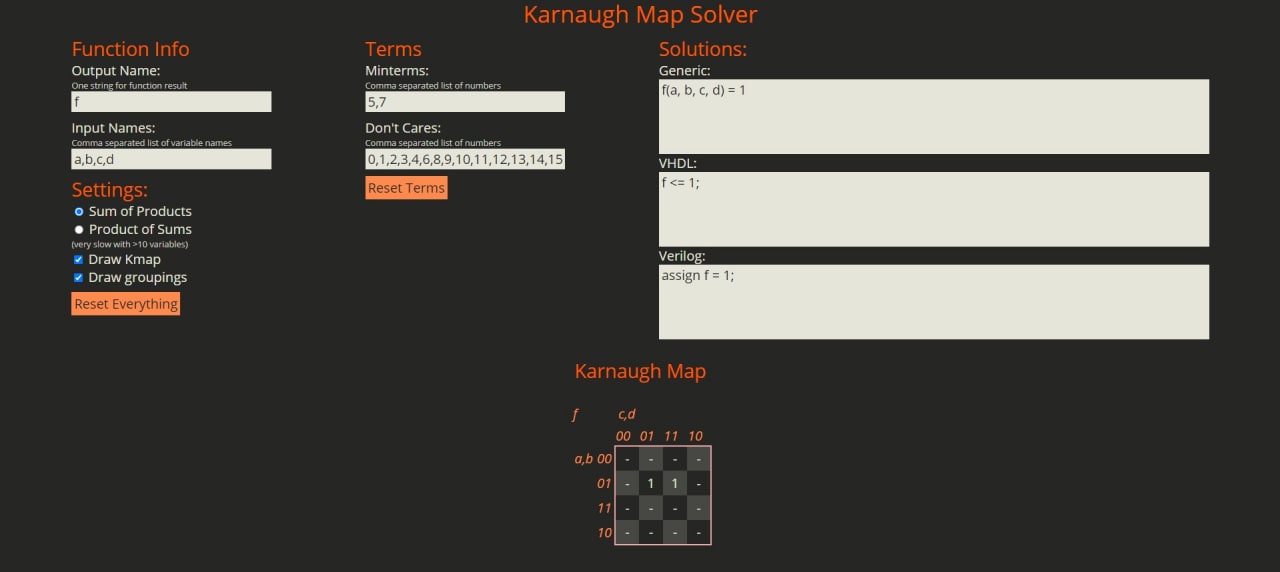 Karnaugh Map Solver
Function Info
Output Name:
One string for function result
f
Input Names:
Comma separated list of variable names
a,b,c,d
Settings:
Sum of Products
Product of Sums
(very slow with >10 variables)
Draw Kmap
Draw groupings
Reset Everything
Terms
Minterms:
Comma separated list of numbers
5,7
Don't Cares:
Comma separated list of numbers
0,1,2,3,4,6,8,9,10,11,12,13,14,15
Reset Terms
Solutions:
Generic:
f(a, b, c, d) = 1
VHDL:
f <= 1;
Verilog:
assign f = 1;
Karnaugh Map
f c,d
00 01 11 10
a,b 00 - - - -
01 - 1 1 -
11 - - - -
10 - - - -